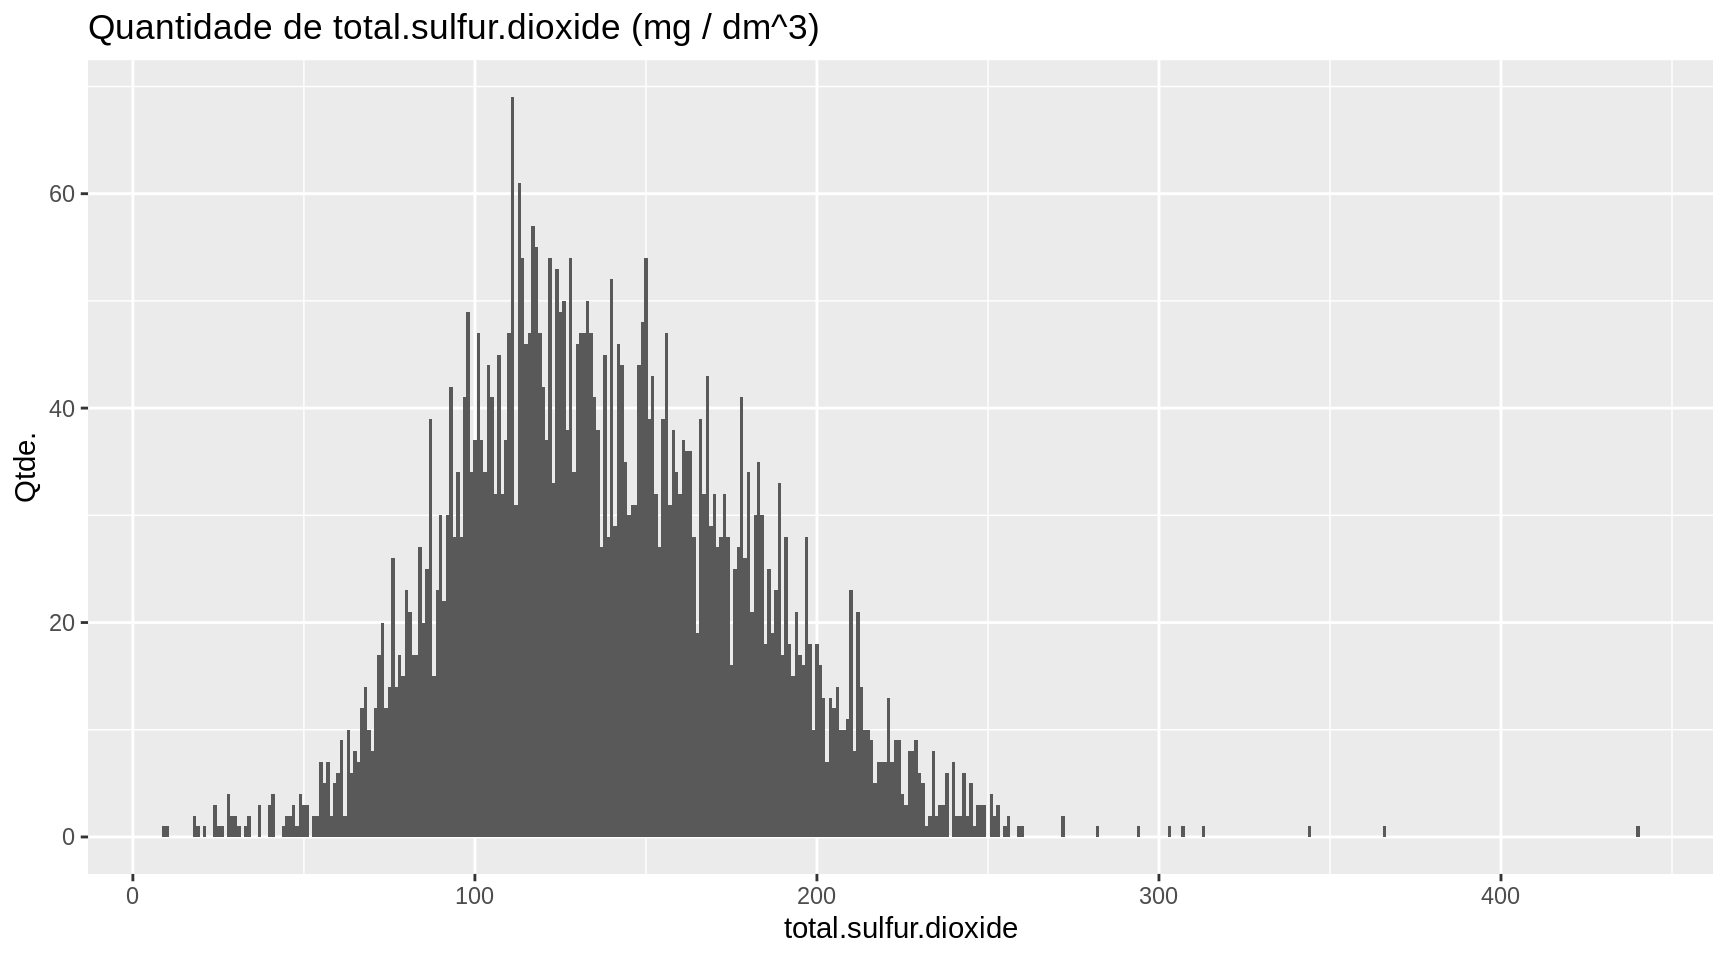 Quantidade de total.sulfur.dioxide (mg / dm^3)
Qtde.
60
40
20
0
0 100 200 300 400
total.sulfur.dioxide